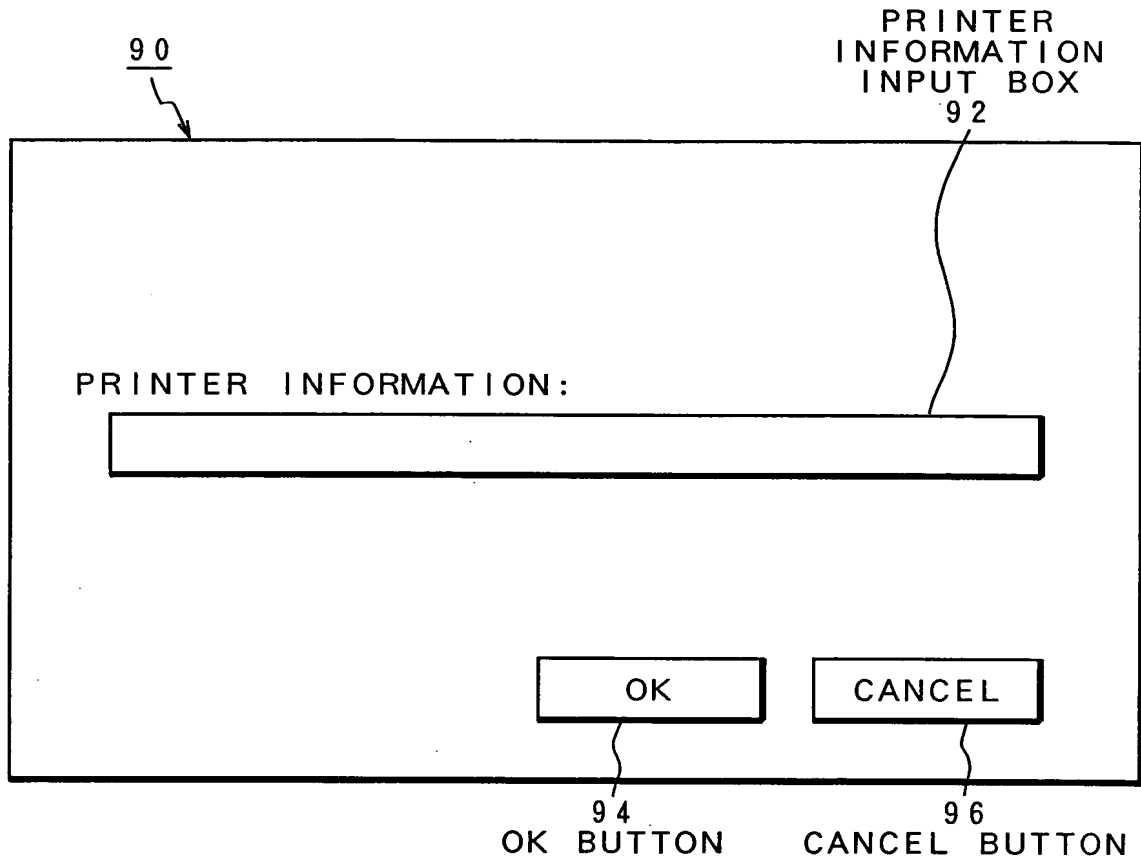 PRINTER
INFORMATION
INPUT BOX
92
90
PRINTER INFORMATION:
OK
CANCEL
94
OK BUTTON
96
CANCEL BUTTON